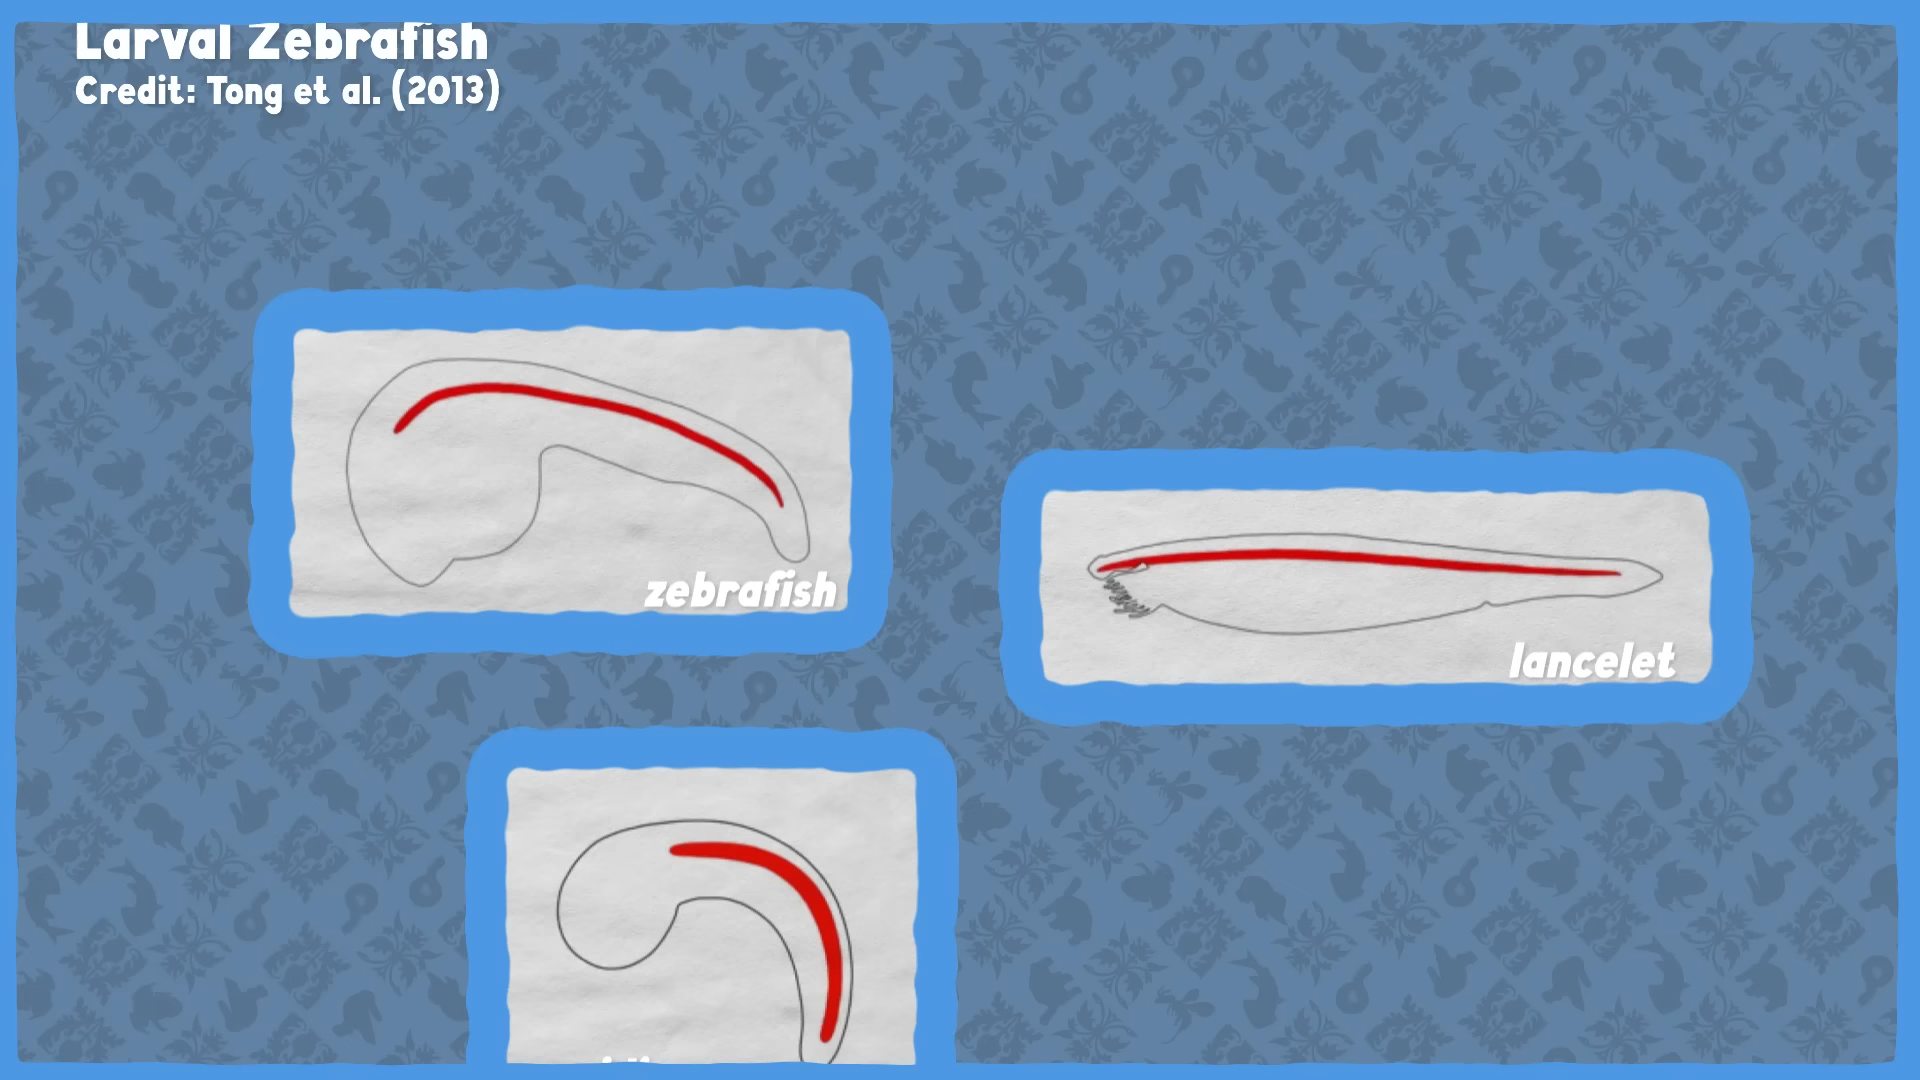 Larval Zebrafish
Credit: Tong et al. (2013)
zebrafish
lancelet